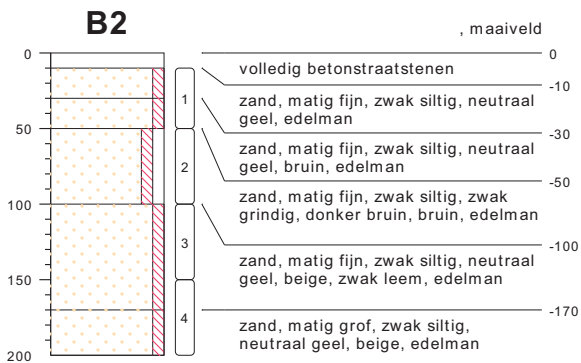 B2
, maaiveld
0
0
volledig betonstraatstenen
-10
1
zand, matig fijn, zwak siltig, neutraal
geel, edelman
-30
50
zand, matig fijn, zwak siltig, neutraal
geel, bruin, edelman
-50
2
zand, matig fijn, zwak siltig, zwak
grindig, donker bruin, bruin, edelman
100
-100
3
zand, matig fijn, zwak siltig, neutraal
geel, beige, zwak leem, edelman
150
-170
4
zand, matig grof, zwak siltig,
neutraal geel, beige, edelman
200